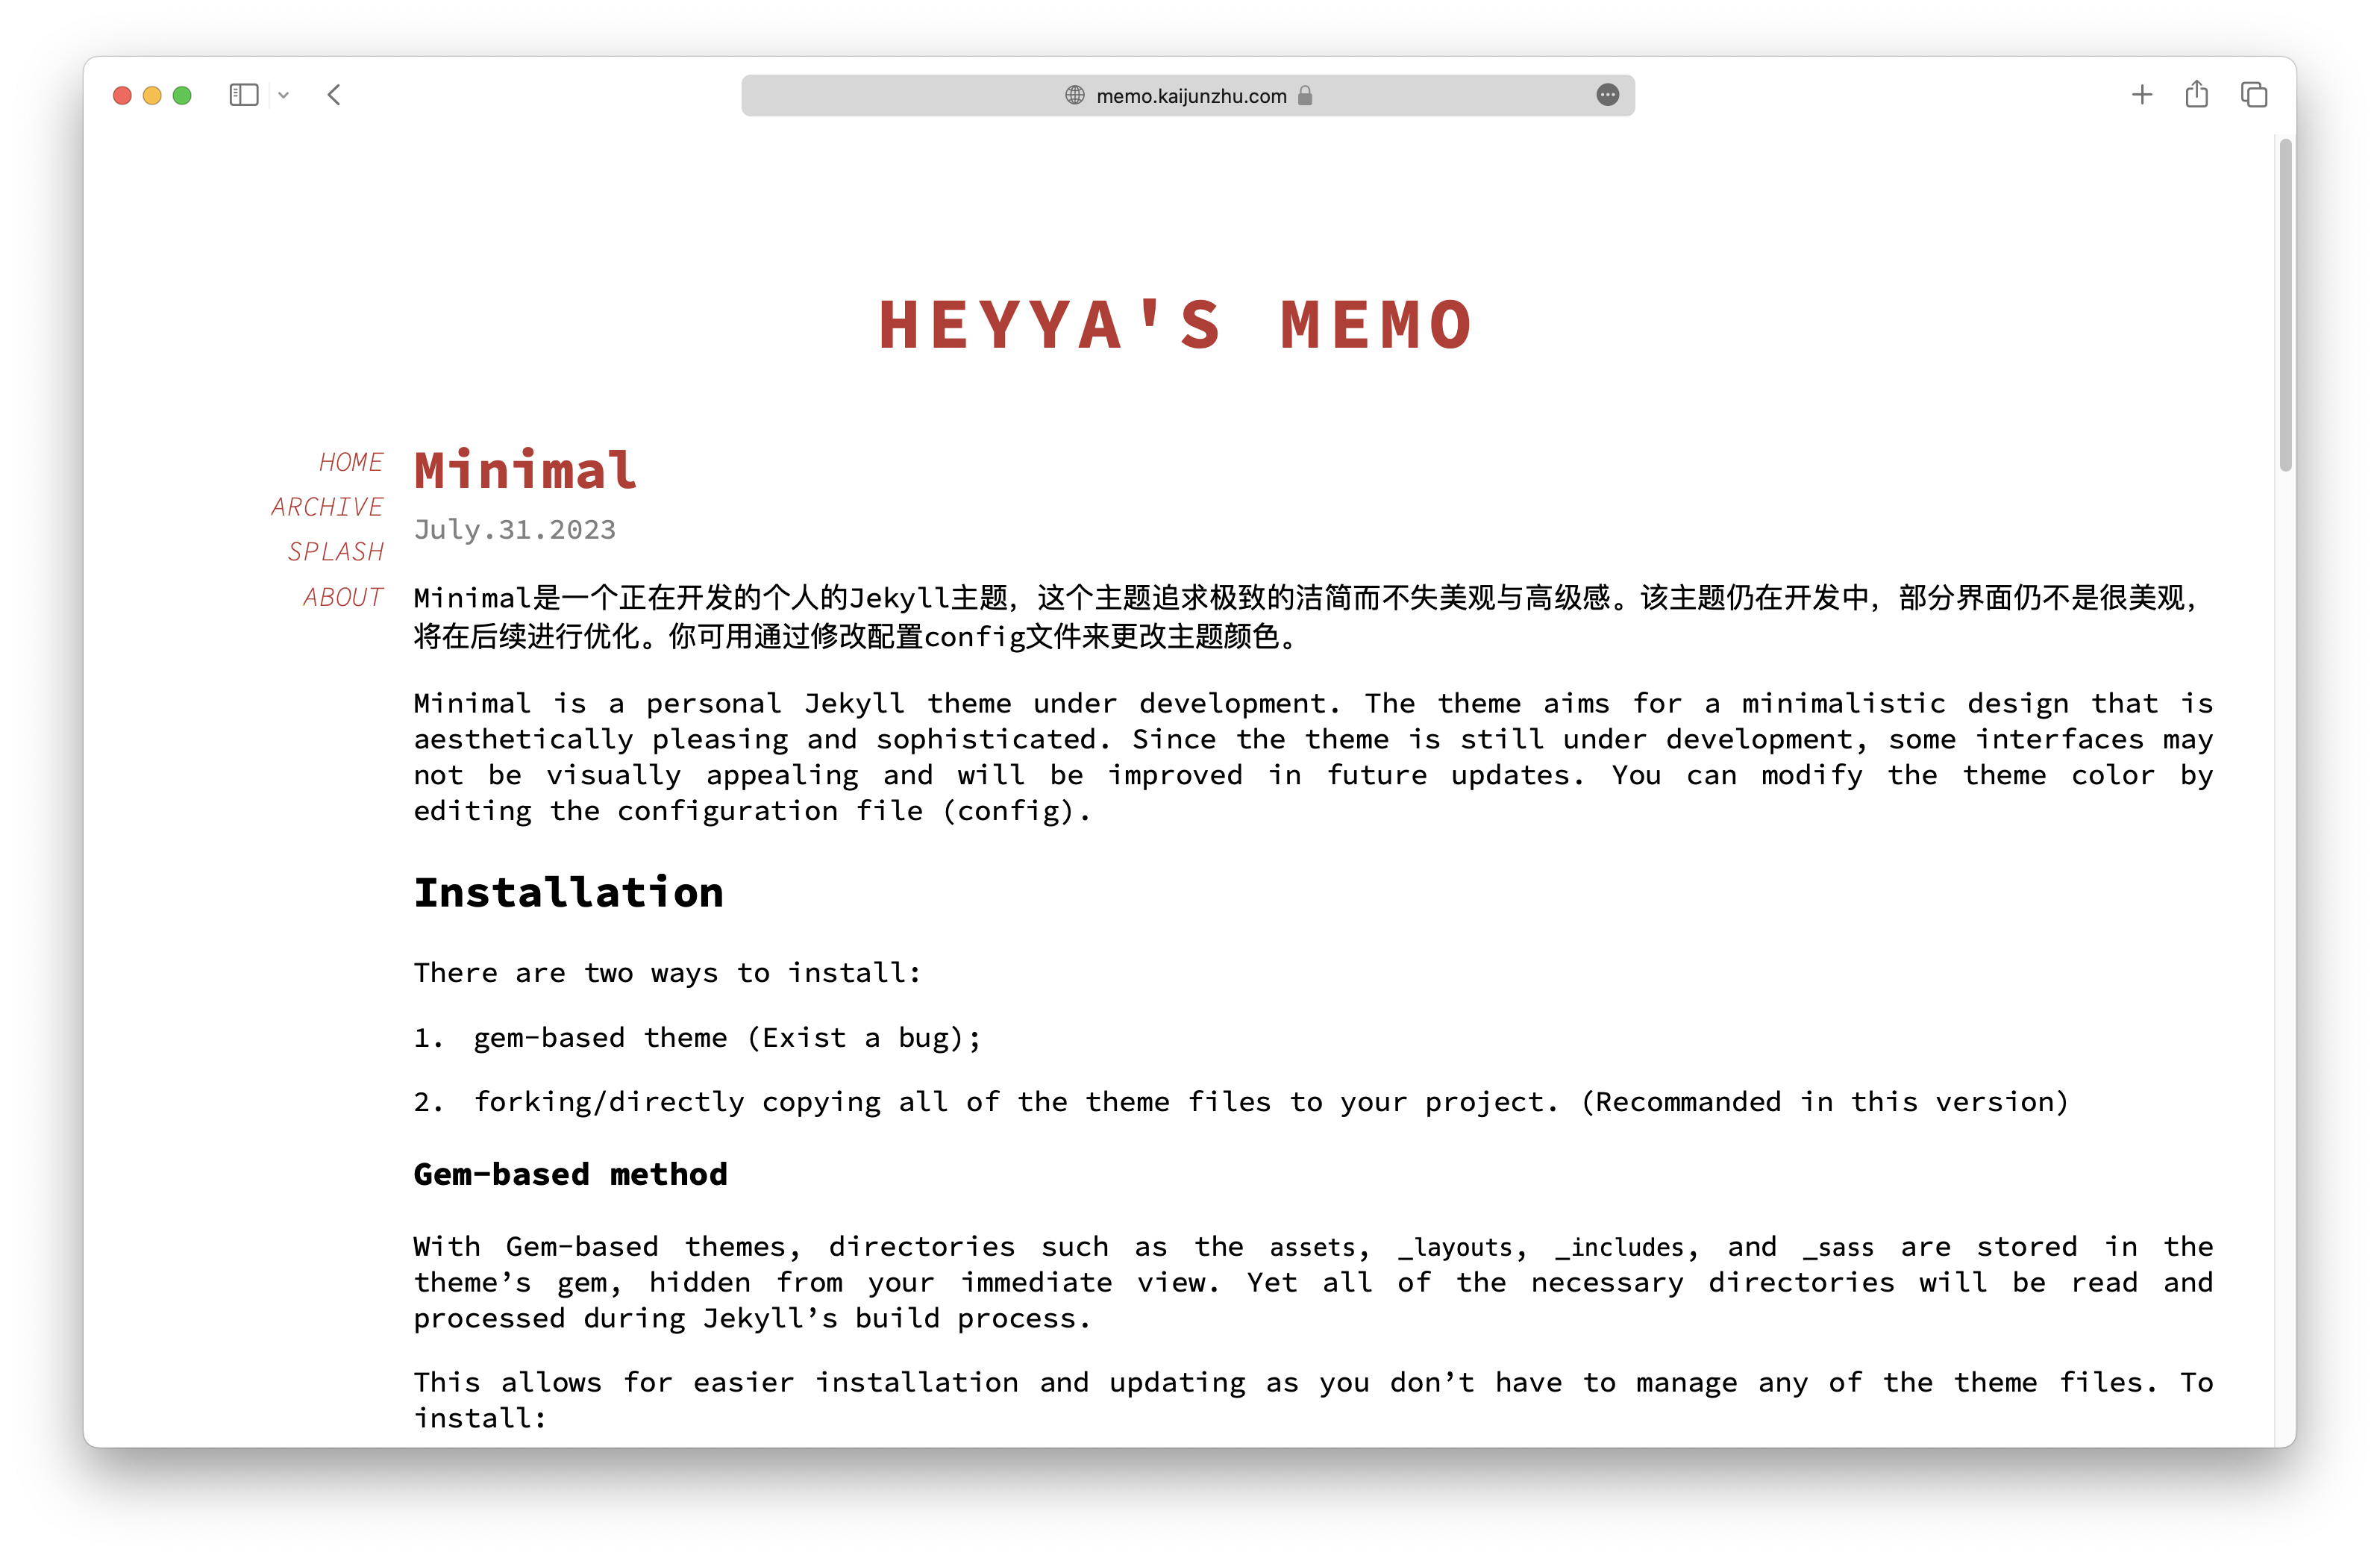 memo.kaijunzhu.com
HEYYA'S MEMO
HOME
ARCHIVE
SPLASH
ABOUT
Minimal
July.31.2023
Minimal是一个正在开发的个人的Jekyll主题，这个主题追求极致的洁简而不失美观与高级感。该主题仍在开发中，部分界面仍不是很美观，
将在后续进行优化。你可用通过修改配置config文件来更改主题颜色。
Minimal is a personal Jekyll theme under development. The theme aims for a minimalistic design that is
aesthetically pleasing and sophisticated. Since the theme is still under development, some interfaces may
not be visually appealing and will be improved in future updates. You can modify the theme color by
editing the configuration file (config).
Installation
There are two ways to install:
1. gem-based theme (Exist a bug);
2. forking/directly copying all of the theme files to your project. (Recommanded in this version)
Gem-based method
With Gem-based themes, directories such as the assets, _layouts, _includes, and _sass are stored in the
theme’s gem, hidden from your immediate view. Yet all of the necessary directories will be read and
processed during Jekyll’s build process.
This allows for easier installation and updating as you don’t have to manage any of the theme files. To
install: